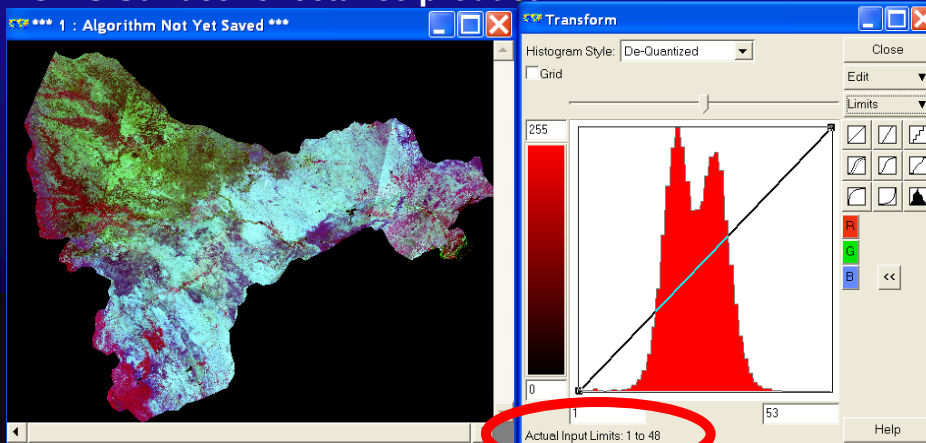 *** 1 : Algorithm Not Yet Saved ***
Transform
Histogram Style: De-Quantized
Close
Grid
Edit
Limits
255
R
G
B
<<
0
1
53
Actual Input Limits: 1 to 48
Help